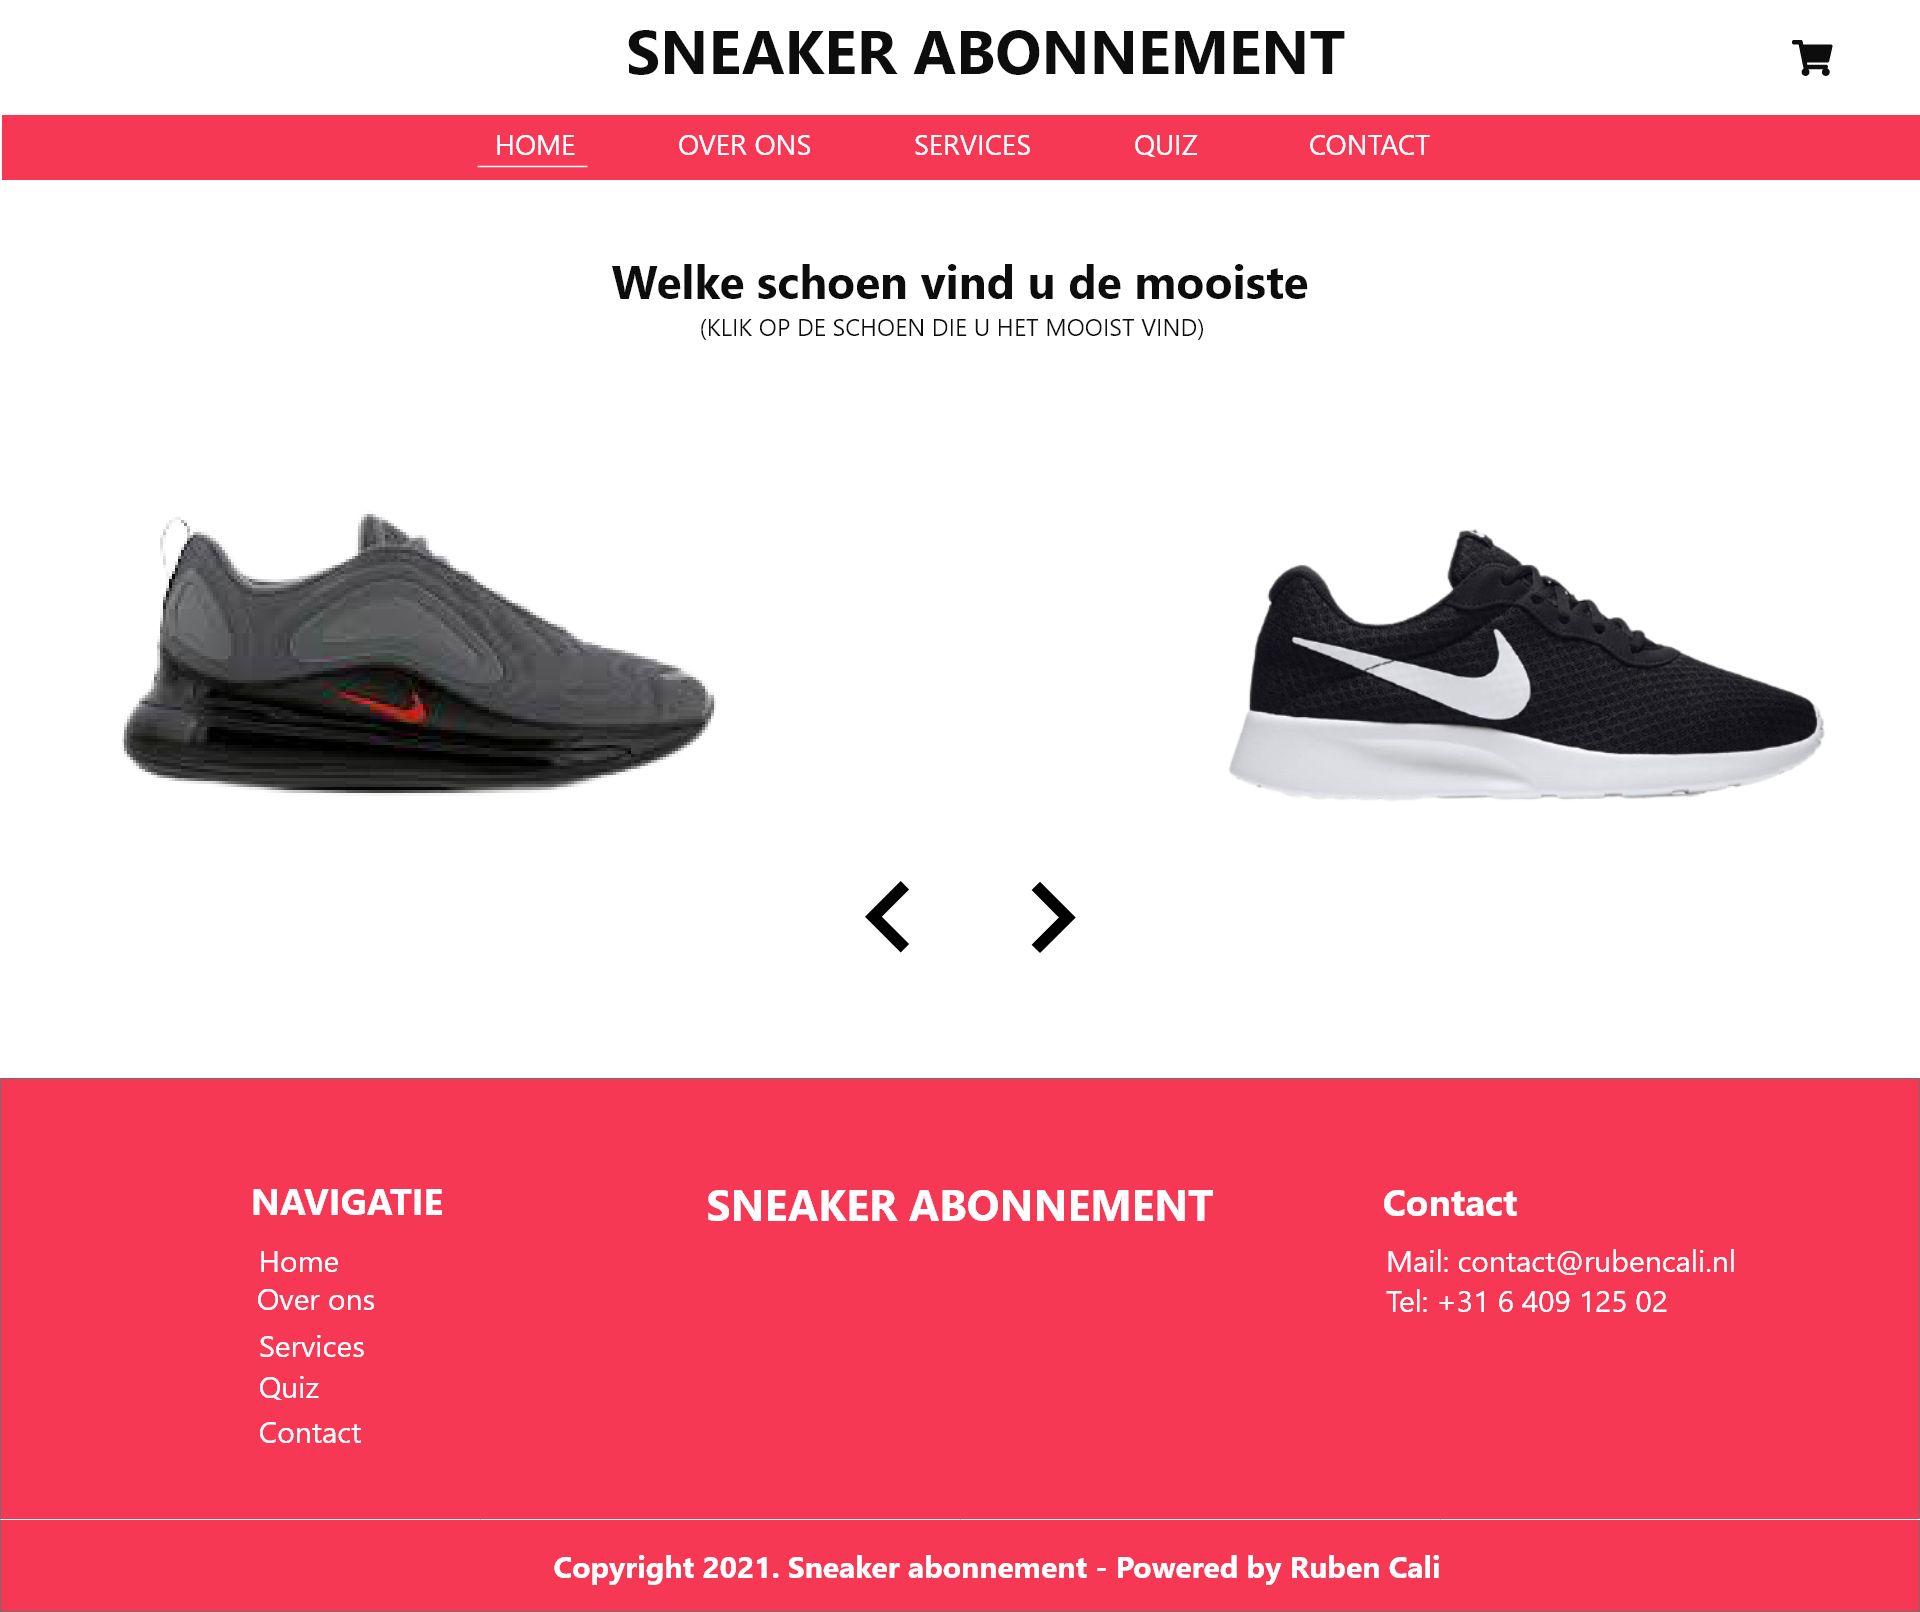 SNEAKER ABONNEMENT
HOME OVER ONS SERVICES QUIZ CONTACT
Welke schoen vind u de mooiste
(KLIK OP DE SCHOEN DIE U HET MOOIST VIND)
NAVIGATIE
Home
Over ons
Services
Quiz
Contact
SNEAKER ABONNEMENT
Contact
Mail: contact@rubencali.nl
Tel: +31 6 409 125 02
Copyright 2021. Sneaker abonnement - Powered by Ruben Cali